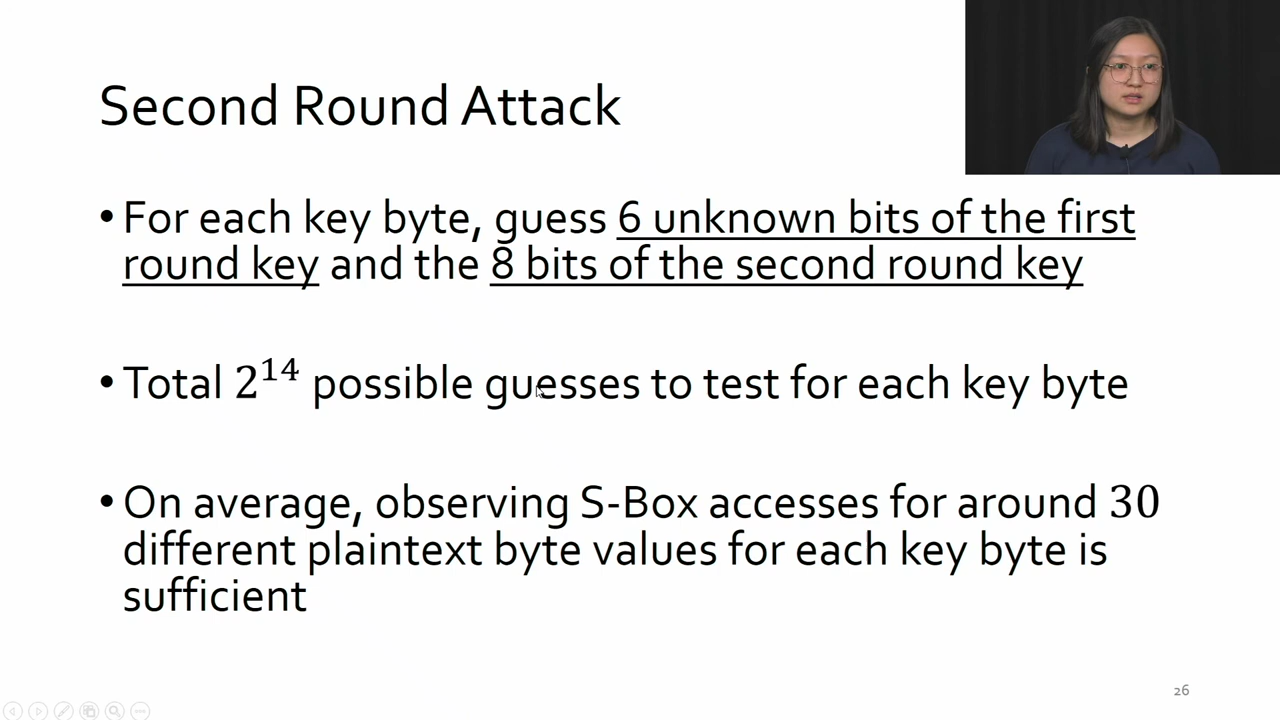 Second Round Attack
• For each key byte, guess 6 unknown bits of the first
round key and the 8 bits of the second round key
• Total 2¹⁴ possible guesses to test for each key byte
• On average, observing S-Box accesses for around 30
different plaintext byte values for each key byte is
sufficient
26